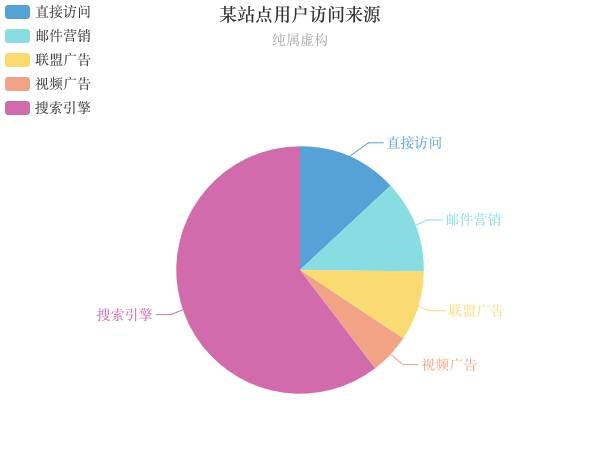 某站点用户访问来源
纯属虚构
直接访问
邮件营销
联盟广告
视频广告
搜索引擎
直接访问
邮件营销
联盟广告
视频广告
搜索引擎